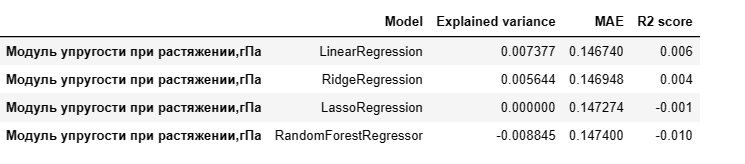 Model Explained variance MAE R2 score
Модуль упругости при растяжении,гПа LinearRegression 0.007377 0.146740 0.006
Модуль упругости при растяжении,гПа RidgeRegression 0.005644 0.146948 0.004
Модуль упругости при растяжении,гПа LassoRegression 0.000000 0.147274 -0.001
Модуль упругости при растяжении,гПа RandomForestRegressor -0.008845 0.147400 -0.010